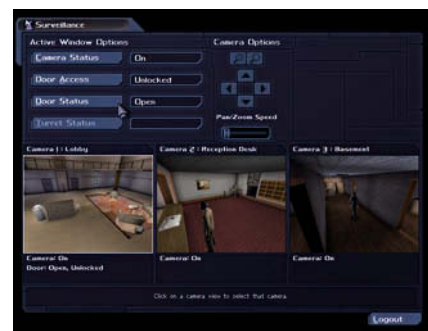 Surveillance
Active Window Options
Camera Options
Camera Status
On
Door Access
Unlocked
Door Status
Open
Turret Status
Pan/Zoom Speed
Camera 1 : Lobby
Camera 2 : Reception Desk
Camera 3 : Basement
Camera: On
Door: Open, Unlocked
Camera: On
Camera: On
Click on a camera view to select that camera
Logout